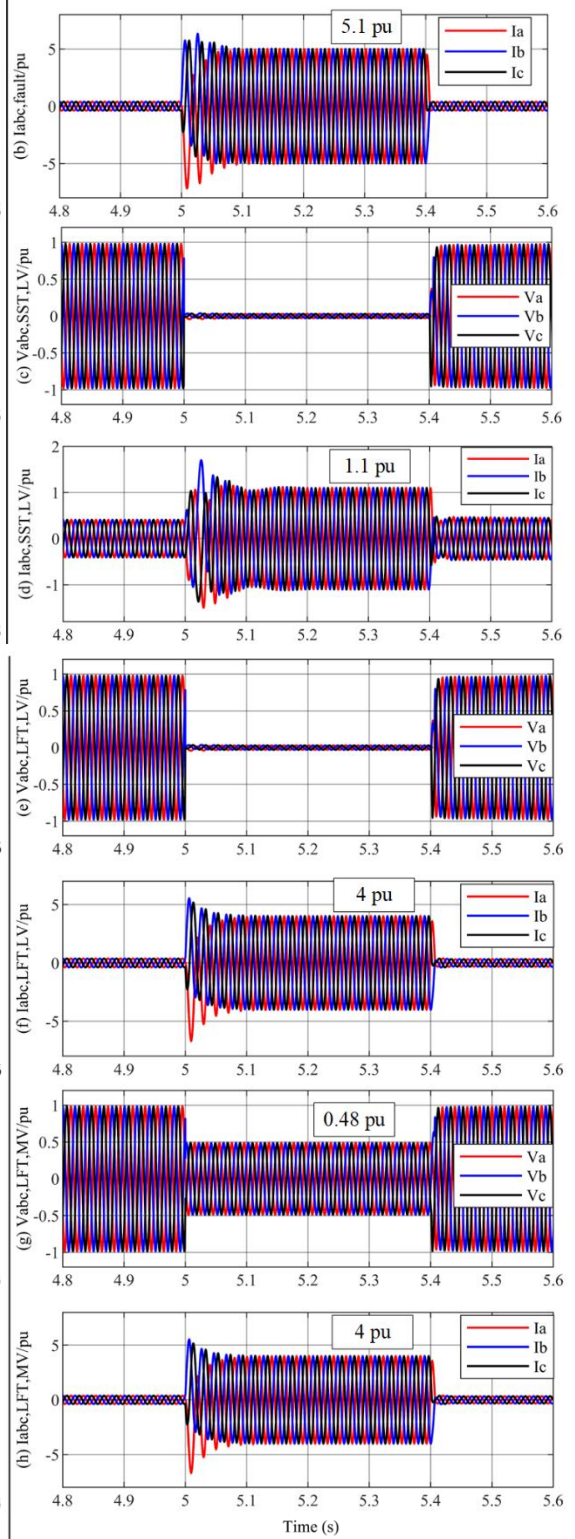 5.1 pu
Ia
Ib
Ic
5
0
-5
(b) Iabc,fault/pu
4.8 4.9 5 5.1 5.2 5.3 5.4 5.5 5.6
1
0.5
0
-0.5
-1
(c) Vabc,SST,LV/pu
Va
Vb
Vc
4.8 4.9 5 5.1 5.2 5.3 5.4 5.5 5.6
2
1
0
-1
(d) Iabc,SST,LV/pu
1.1 pu
Ia
Ib
Ic
4.8 4.9 5 5.1 5.2 5.3 5.4 5.5 5.6
1
0.5
0
-0.5
-1
(e) Vabc,LFT,LV/pu
Va
Vb
Vc
4.8 4.9 5 5.1 5.2 5.3 5.4 5.5 5.6
5
0
-5
(f) Iabc,LFT,LV/pu
4 pu
Ia
Ib
Ic
4.8 4.9 5 5.1 5.2 5.3 5.4 5.5 5.6
1
0.5
0
-0.5
-1
(g) Vabc,LFT,MV/pu
0.48 pu
Va
Vb
Vc
4.8 4.9 5 5.1 5.2 5.3 5.4 5.5 5.6
5
0
-5
(h) Iabc,LFT,MV/pu
4 pu
Ia
Ib
Ic
4.8 4.9 5 5.1 5.2 5.3 5.4 5.5 5.6
Time (s)